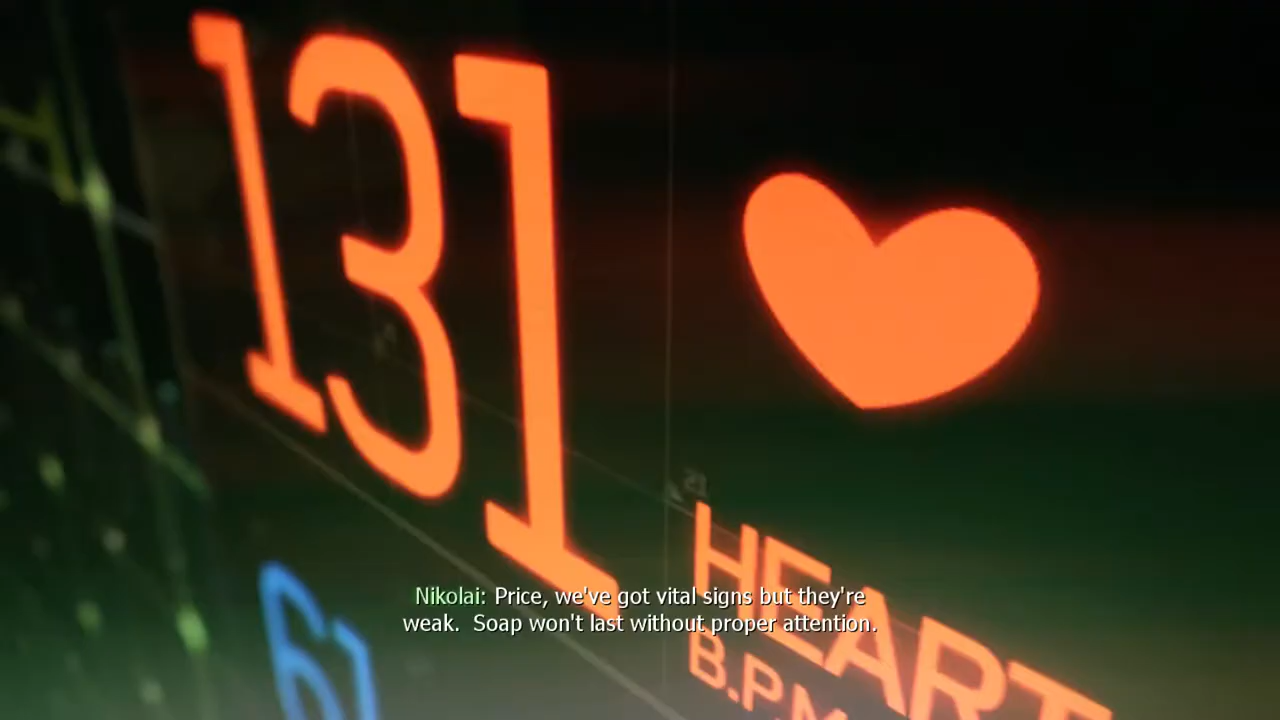 131
HEART
B.P.M
61
Nikolai: Price, we've got vital signs but they're
weak.  Soap won't last without proper attention.